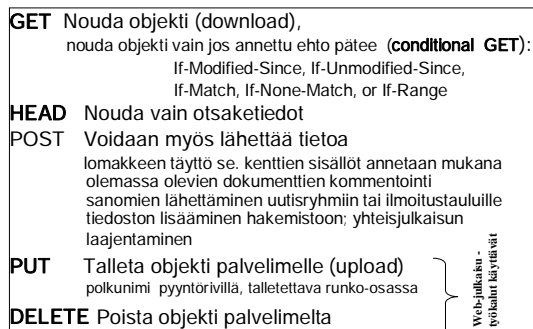 GET Nouda objekti (download),
nouda objekti vain jos annettu ehto pätee (conditional GET):
If-Modified-Since, If-Unmodified-Since,
If-Match, If-None-Match, or If-Range
HEAD Nouda vain otsaketiedot
POST Voidaan myös lähettää tietoa
lomakkeen täyttö se. kenttien sisällöt annetaan mukana
olemassa olevien dokumenttien kommentointi
sanomien lähettäminen uutisryhmiin tai ilmoitustauluille
tiedoston lisääminen hakemistoon; yhteisjulkaisun
laajentaminen
PUT Talleta objekti palvelimelle (upload)
polkunimi pyyntörivillä, talletettava runko-osassa
DELETE Poista objekti palvelimelta
Web-julkaisu -
työkalut käyttävät